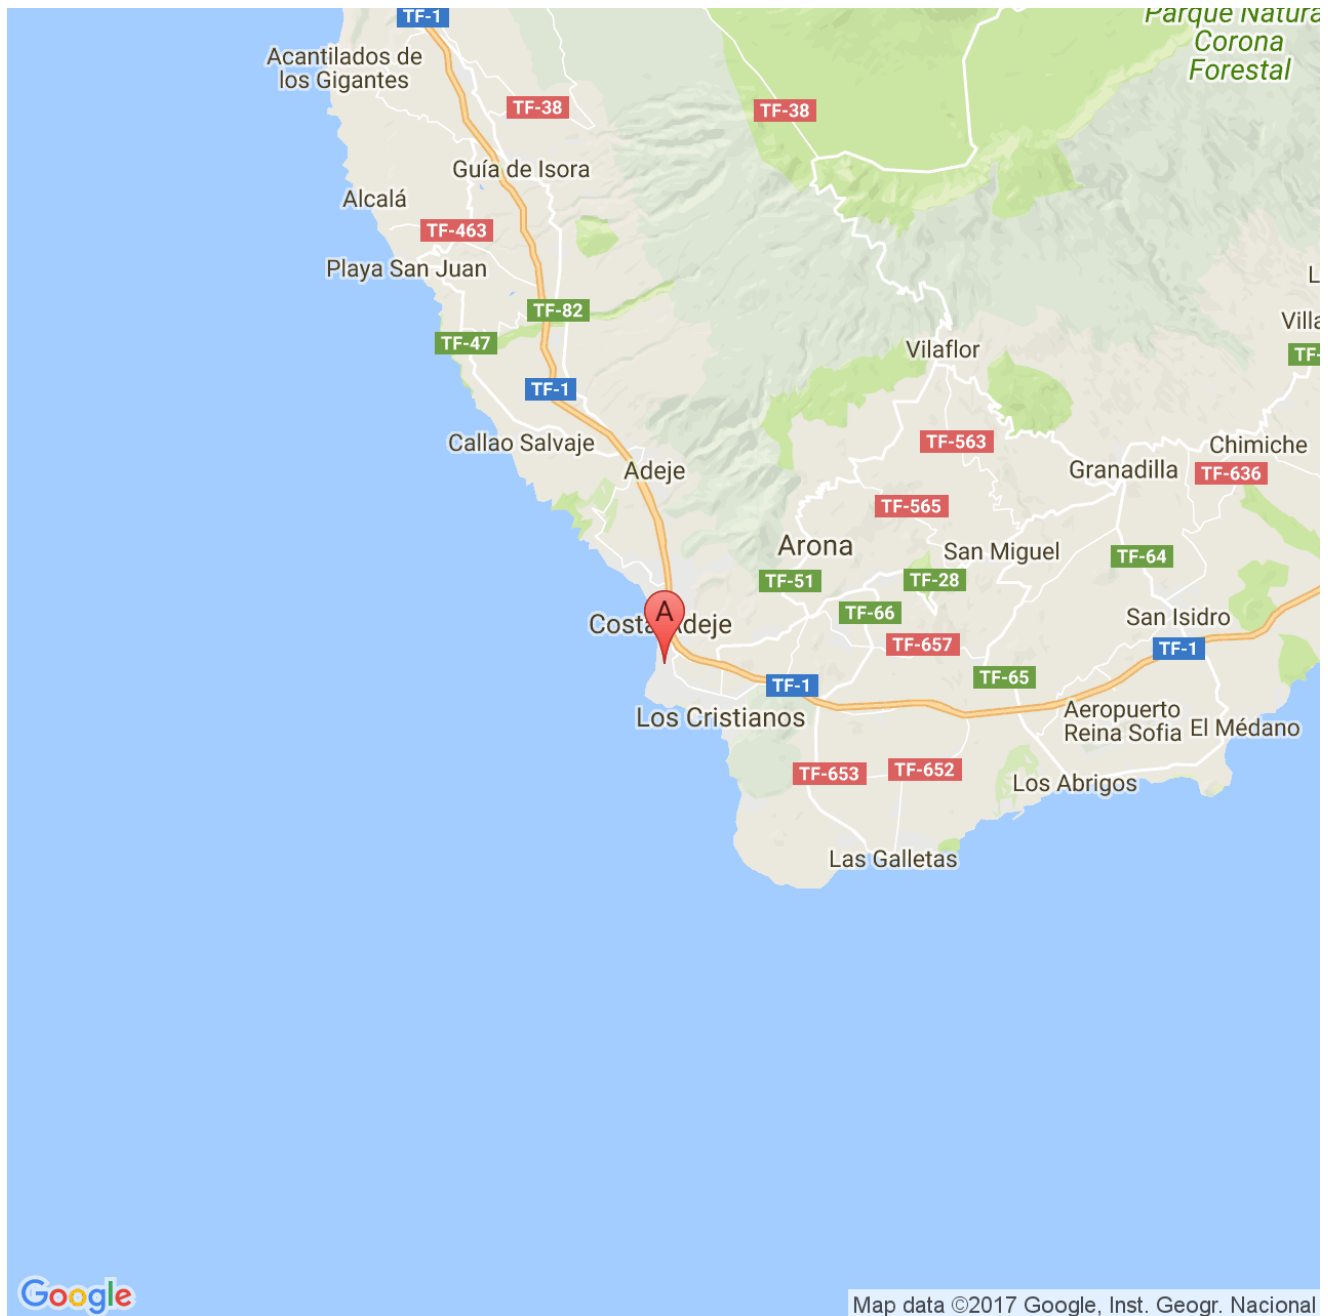 TF-1
Parque Natura
Corona
Forestal
Acantilados de
los Gigantes
TF-38
TF-38
Guía de Isora
Alcalá
TF-463
Playa San Juan
L
TF-82
Villa
TF-47
Vilaflor
TF-
TF-1
Callao Salvaje
TF-563
Chimiche
Adeje
Granadilla
TF-636
TF-565
Arona
San Miguel
TF-64
TF-51
TF-28
A
TF-66
Costa Adeje
San Isidro
TF-657
TF-1
TF-65
TF-1
Los Cristianos
Aeropuerto
Reina Sofia
El Médano
TF-653
TF-652
Los Abrigos
Las Galletas
Google
Map data ©2017 Google, Inst. Geogr. Nacional